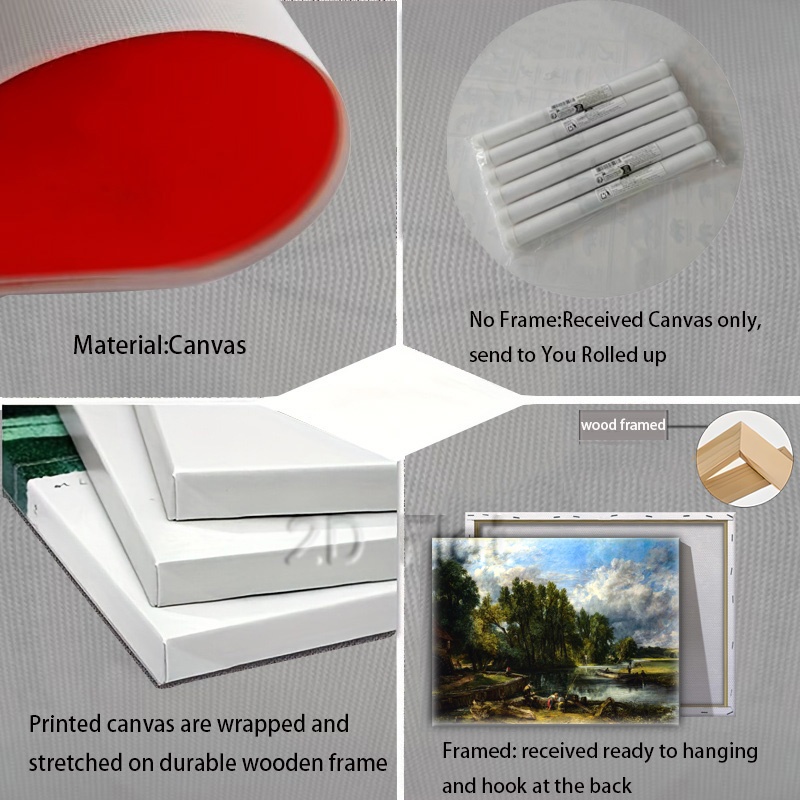 Material:Canvas
No Frame:Received Canvas only,
send to You Rolled up
wood framed
Printed canvas are wrapped and
stretched on durable wooden frame
Framed: received ready to hanging
and hook at the back